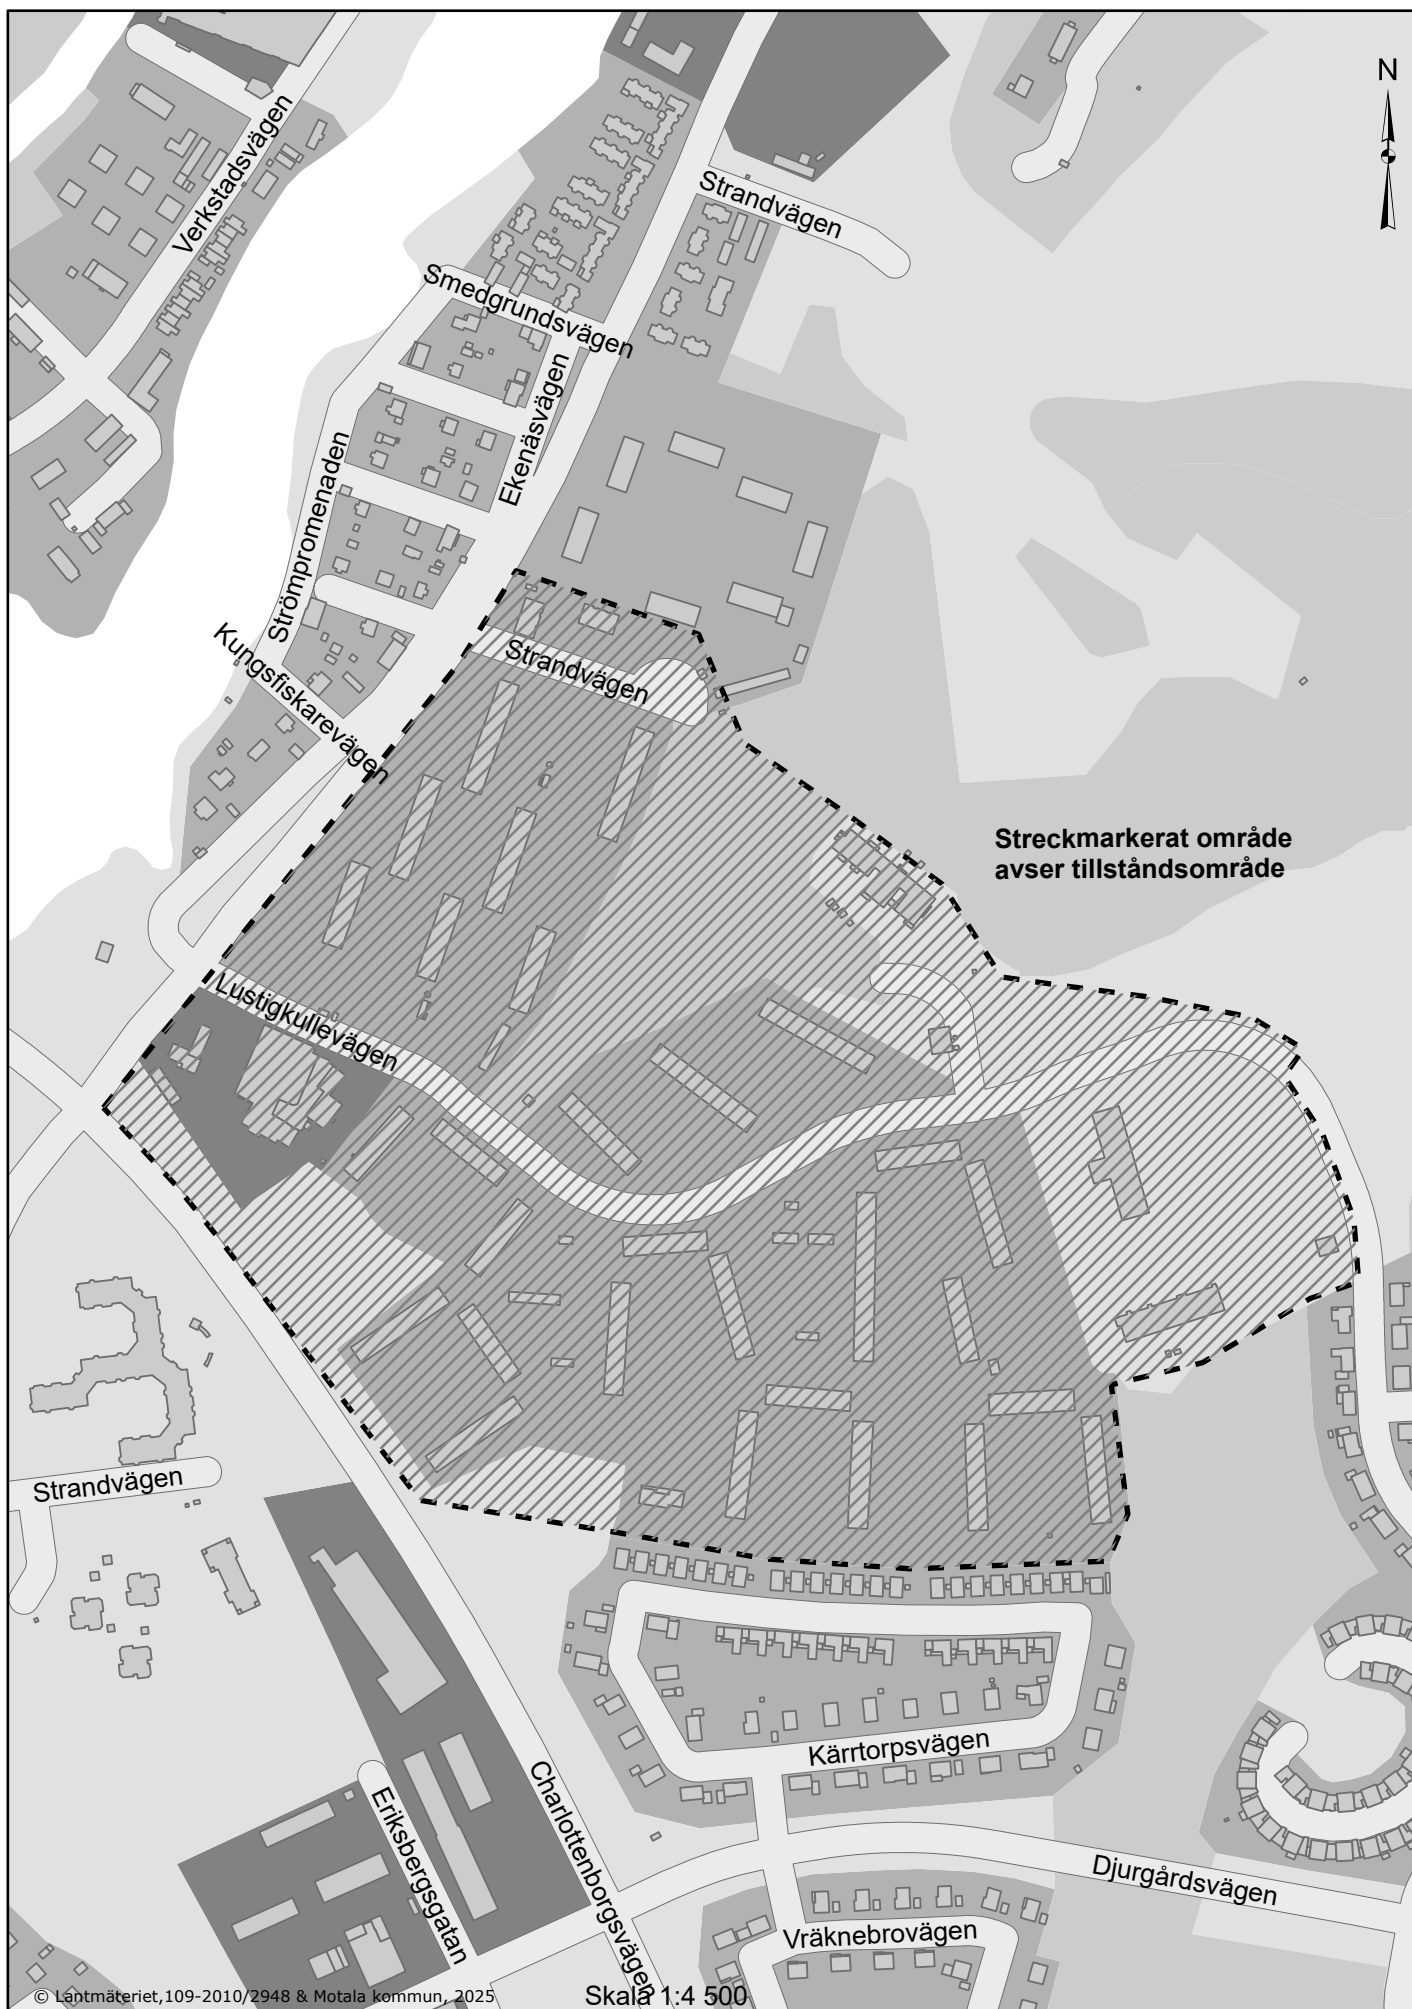 N
Verkstadsvägen
Strandvägen
Smedgrundsvägen
Ekenäsvägen
Strömpromenaden
Kungsfiskarevägen
Strandvägen
Streckmarkerat område
avser tillståndsområde
Lustigkullevägen
Strandvägen
Kärrtorpsvägen
Charlottenborgsvägen
Eriksbergsgatan
Djurgårdsvägen
Vräknebrovägen
© Lantmäteriet,109-2010/2948 & Motala kommun, 2025
Skala 1:4 500